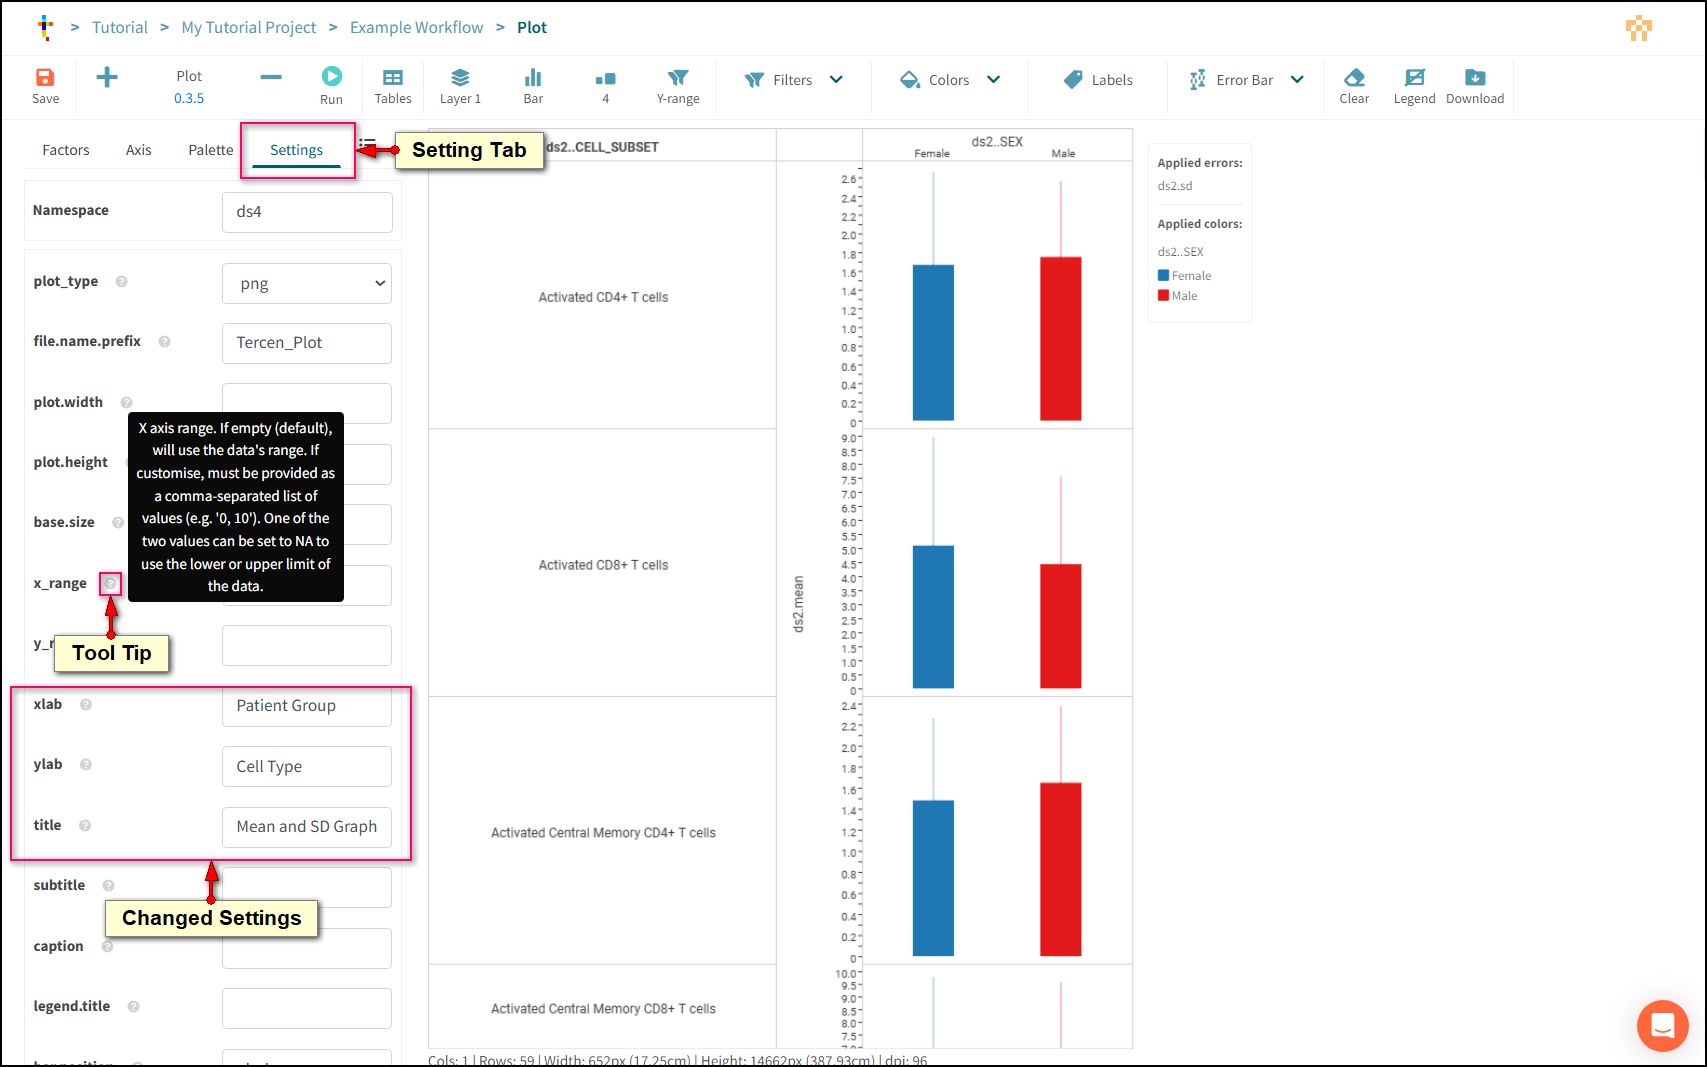 > Tutorial > My Tutorial Project > Example Workflow > Plot
Save
Plot
0.3.5
Run
Tables
Layer 1
Bar
4
Y-range
Filters
Colors
Labels
Error Bar
Clear
Legend
Download
Factors
Axis
Palette
Settings
Setting Tab
Namespace
ds4
plot_type ?
png
file.name.prefix ?
Tercen_Plot
plot.width ?
plot.height
base.size ?
x_range ?
X axis range. If empty (default),
will use the data's range. If
customise, must be provided as
a comma-separated list of
values (e.g. '0, 10'). One of the
two values can be set to NA to
use the lower or upper limit of
the data.
Tool Tip
xlab ?
Patient Group
ylab ?
Cell Type
title ?
Mean and SD Graph
Changed Settings
subtitle ?
caption ?
legend.title ?
ds2..CELL_SUBSET
ds2..SEX
Female
Male
Activated CD4+ T cells
2.6
2.4
2.2
2.0
1.8
1.6
1.4
1.2
1.0
0.8
0.6
0.4
0.2
0
ds2.mean
Activated CD8+ T cells
9.0
8.5
8.0
7.5
7.0
6.5
6.0
5.5
5.0
4.5
4.0
3.5
3.0
2.5
2.0
1.5
1.0
0.5
0
Activated Central Memory CD4+ T cells
2.4
2.2
2.0
1.8
1.6
1.4
1.2
1.0
0.8
0.6
0.4
0.2
0
Activated Central Memory CD8+ T cells
10.0
9.5
9.0
8.5
8.0
7.5
7.0
Cols: 1 | Rows: 59 | Width: 652px (17.25cm) | Height: 14662px (387.93cm) | dpi: 96
Applied errors:
ds2.sd
Applied colors:
ds2..SEX
Female
Male